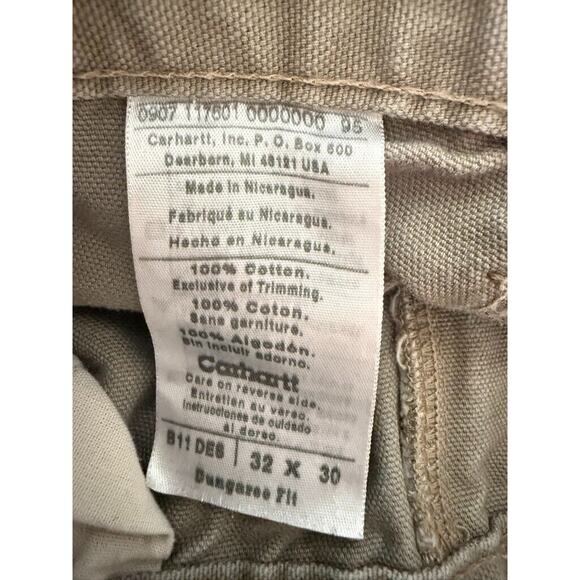 0907 117601 0000006 95
Carhartt, Inc. P. O. Box 600
Dearborn, MI 48121 USA
Made in Nicaragua.
Fabriqué au Nicaragua.
Hecho en Nicaragua.
100% Cotton.
Exclusive of Trimming.
100% Coton.
Sans garniture.
100% Algodón.
Sin incluir adorno.
Carhartt
Care on reverse side.
Entretien au verso.
Instrucciones de cuidado
al dorso.
B11 DES 32 X 30
Dungaree Fit